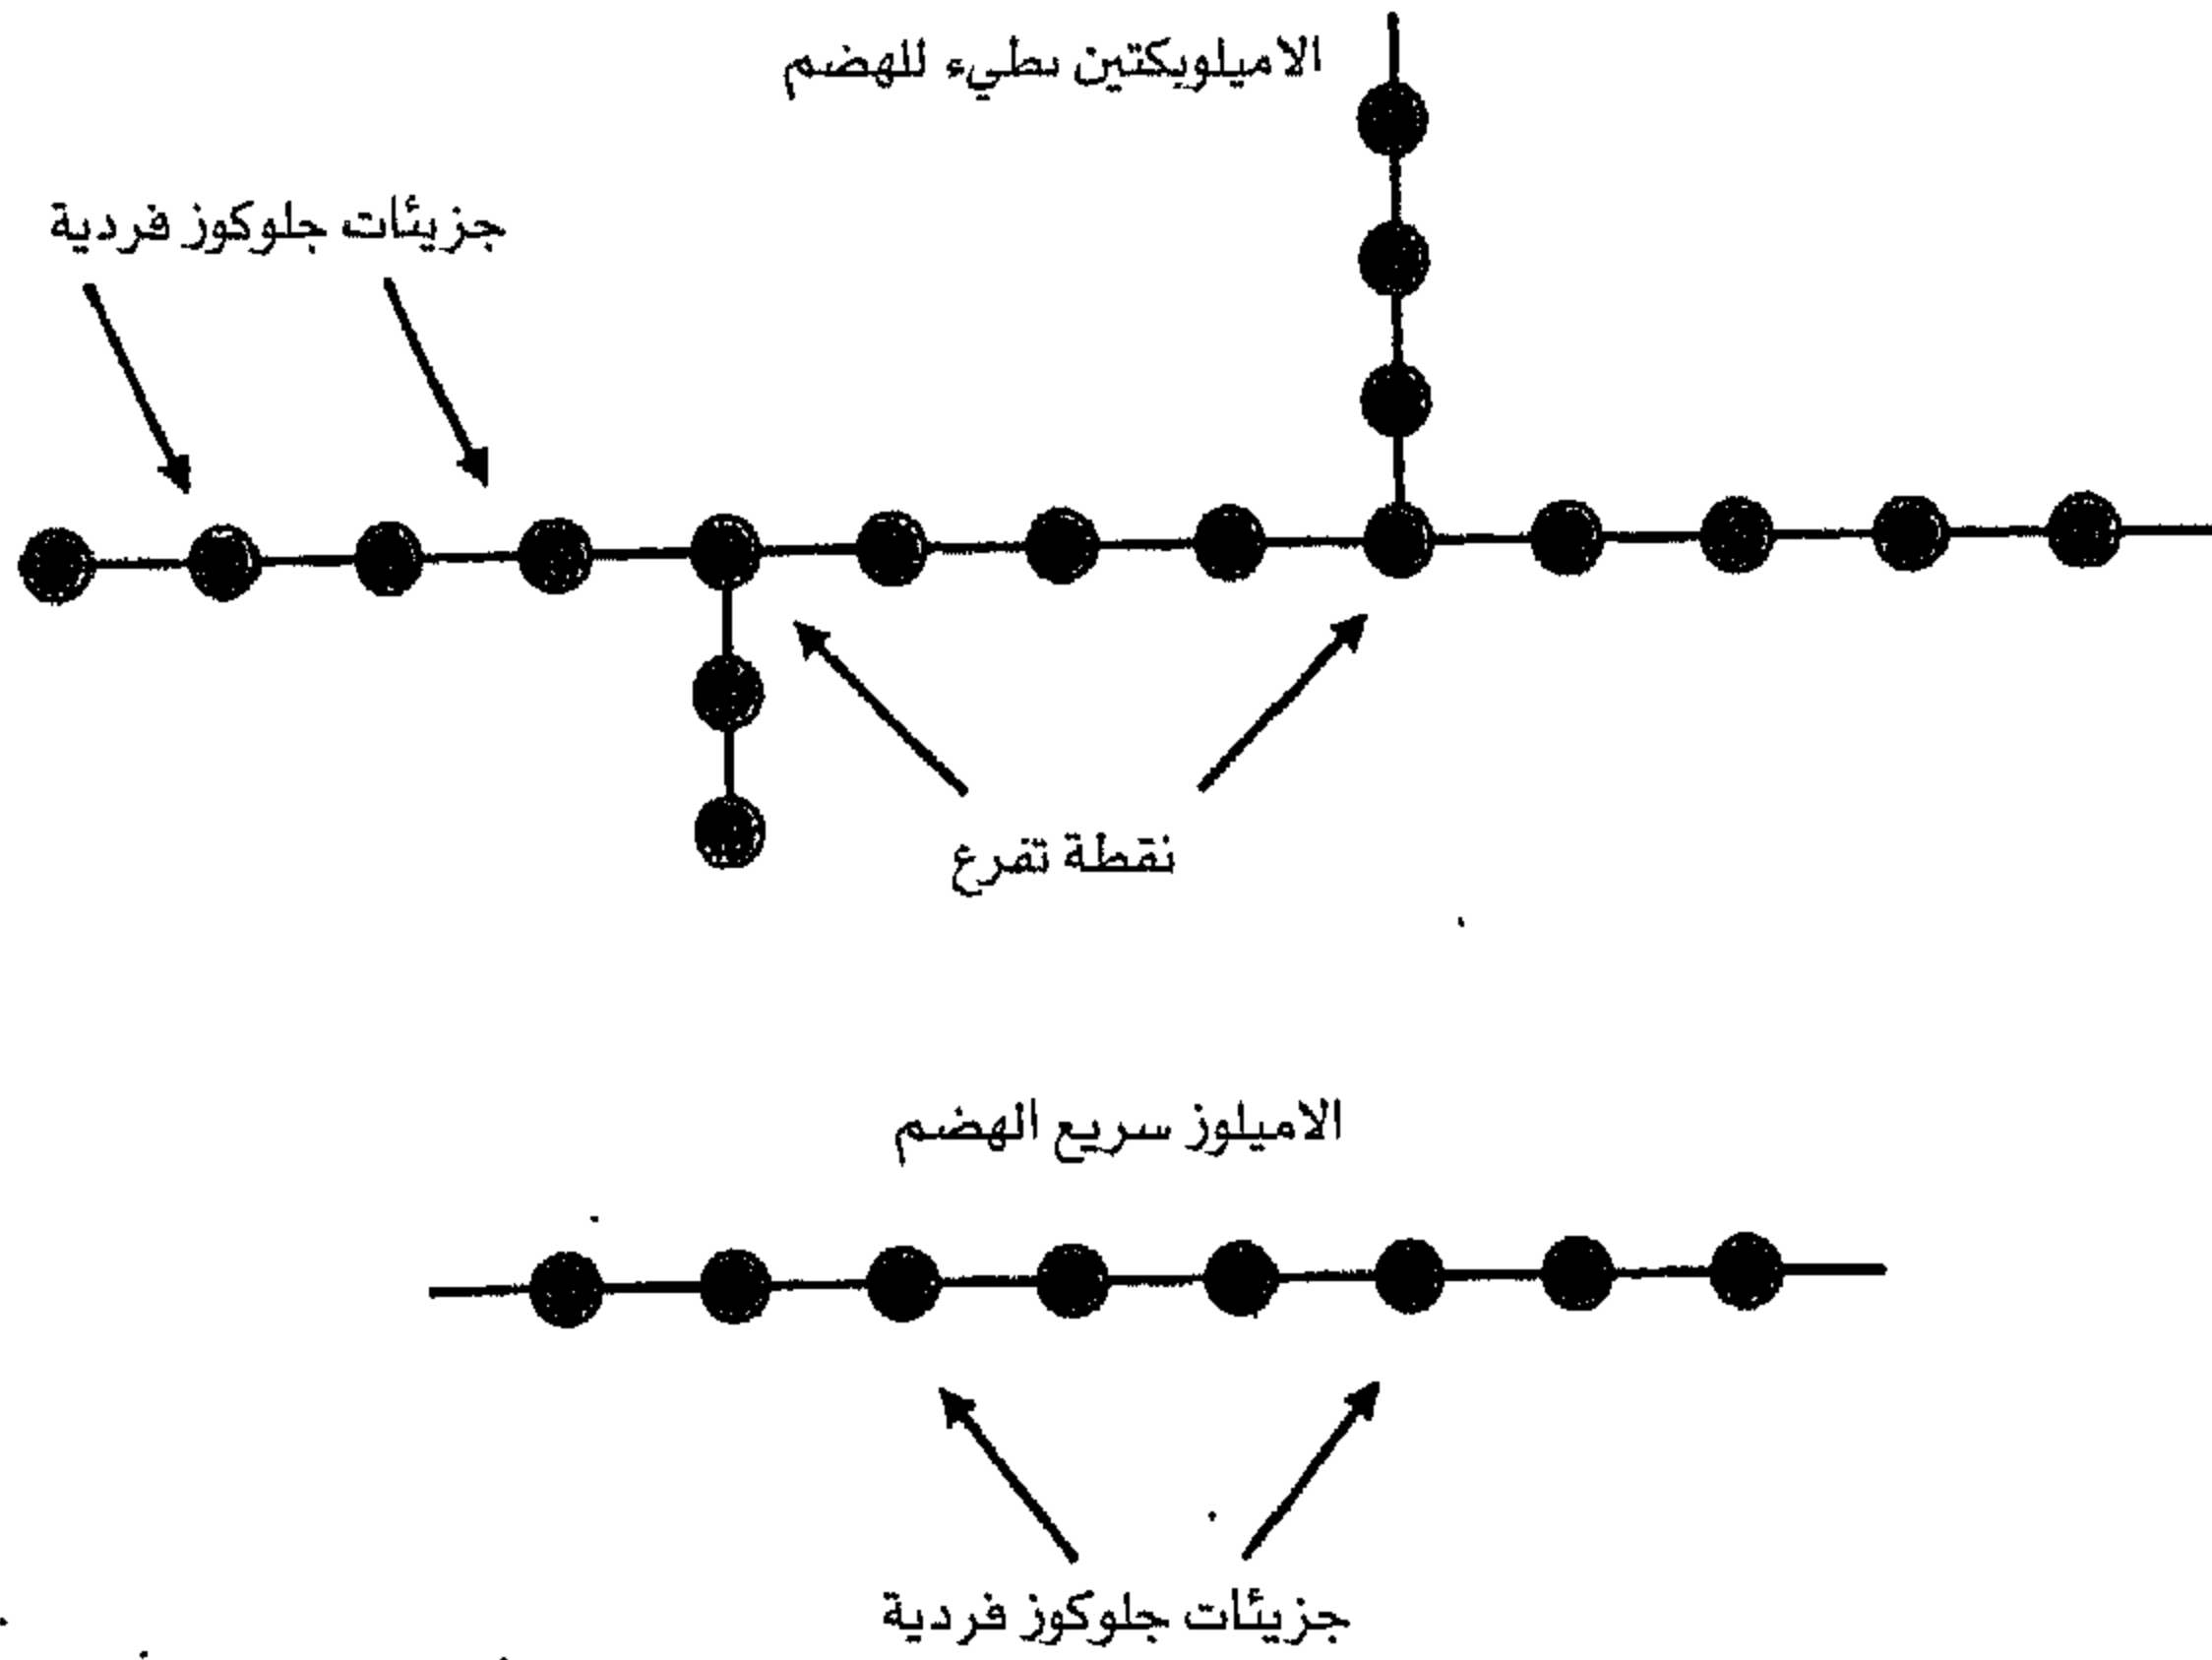 الاميلوبكتين بطيء للهضم
جزيئات جلوكوز فردية
نقطة تفرع
الاميلوز سريع الهضم
جزيئات جلوكوز فردية